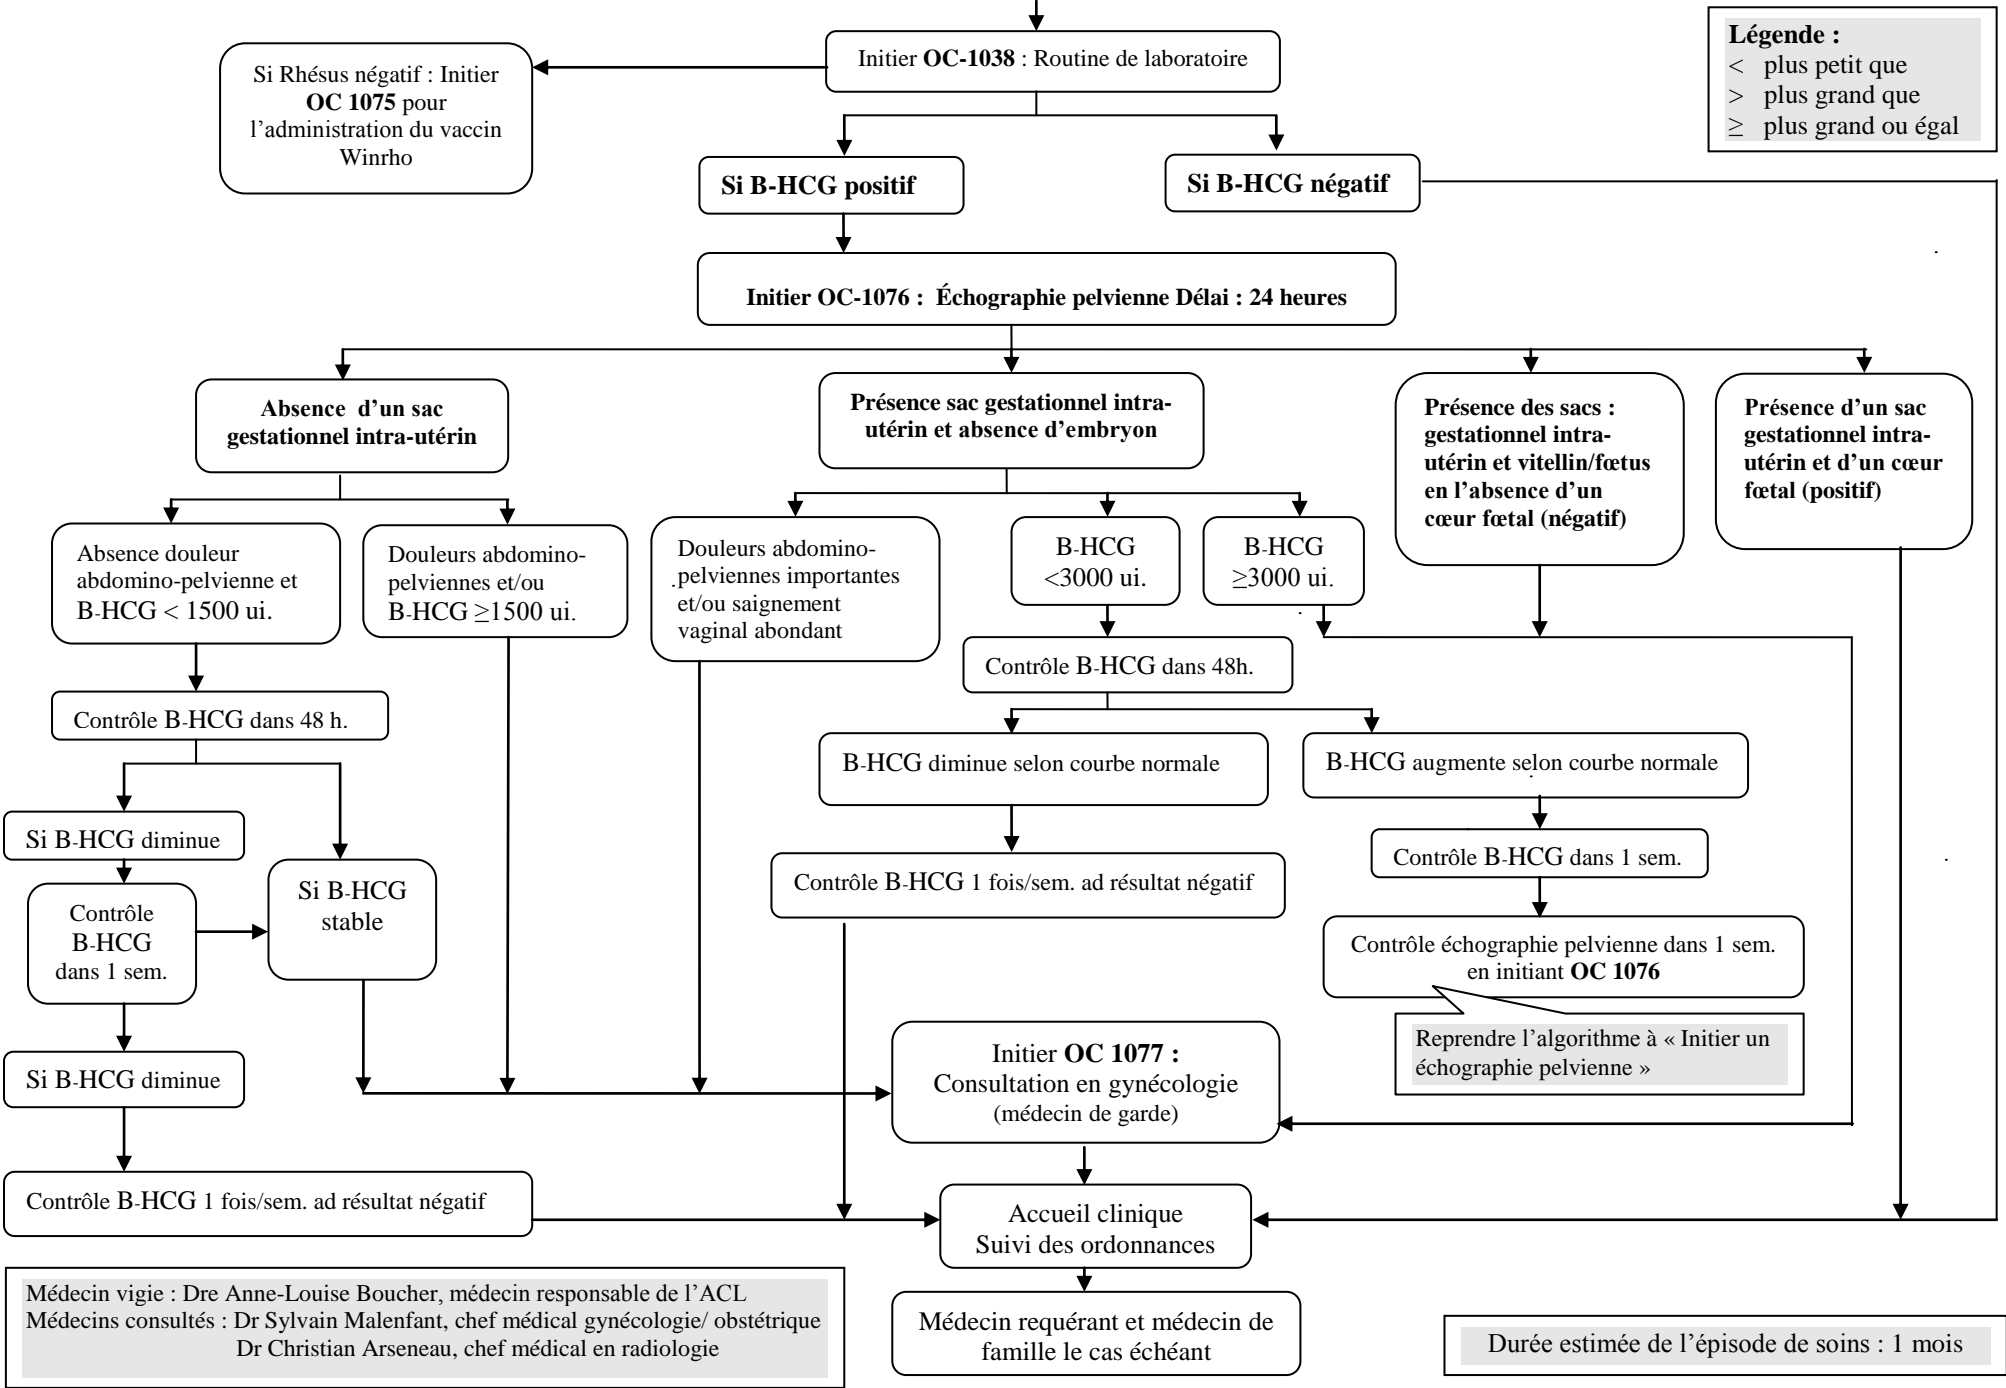 Initier OC-1038 : Routine de laboratoire
Si Rhésus négatif : Initier
OC 1075 pour
l’administration du vaccin
Winrho
Légende :
< plus petit que
> plus grand que
≥ plus grand ou égal
Si B-HCG positif
Si B-HCG négatif
Initier OC-1076 : Échographie pelvienne Délai : 24 heures
Absence d’un sac
gestationnel intra-utérin
Présence sac gestationnel intra-
utérin et absence d’embryon
Présence des sacs :
gestationnel intra-
utérin et vitellin/fœtus
en l’absence d’un
cœur fœtal (négatif)
Présence d’un sac
gestationnel intra-
utérin et d’un cœur
fœtal (positif)
Absence douleur
abdomino-pelvienne et
B-HCG < 1500 ui.
Douleurs abdomino-
pelviennes et/ou
B-HCG ≥1500 ui.
Douleurs abdomino-
pelviennes importantes
et/ou saignement
vaginal abondant
B-HCG
<3000 ui.
B-HCG
≥3000 ui.
Contrôle B-HCG dans 48h.
Contrôle B-HCG dans 48 h.
B-HCG diminue selon courbe normale
B-HCG augmente selon courbe normale
Si B-HCG diminue
Contrôle B-HCG dans 1 sem.
Si B-HCG
stable
Contrôle B-HCG 1 fois/sem. ad résultat négatif
Contrôle
B-HCG
dans 1 sem.
Contrôle échographie pelvienne dans 1 sem.
en initiant OC 1076
Reprendre l’algorithme à « Initier un
échographie pelvienne »
Initier OC 1077 :
Consultation en gynécologie
(médecin de garde)
Si B-HCG diminue
Contrôle B-HCG 1 fois/sem. ad résultat négatif
Accueil clinique
Suivi des ordonnances
Médecin vigie : Dre Anne-Louise Boucher, médecin responsable de l’ACL
Médecins consultés : Dr Sylvain Malenfant, chef médical gynécologie/ obstétrique
Dr Christian Arseneau, chef médical en radiologie
Médecin requérant et médecin de
famille le cas échéant
Durée estimée de l’épisode de soins : 1 mois